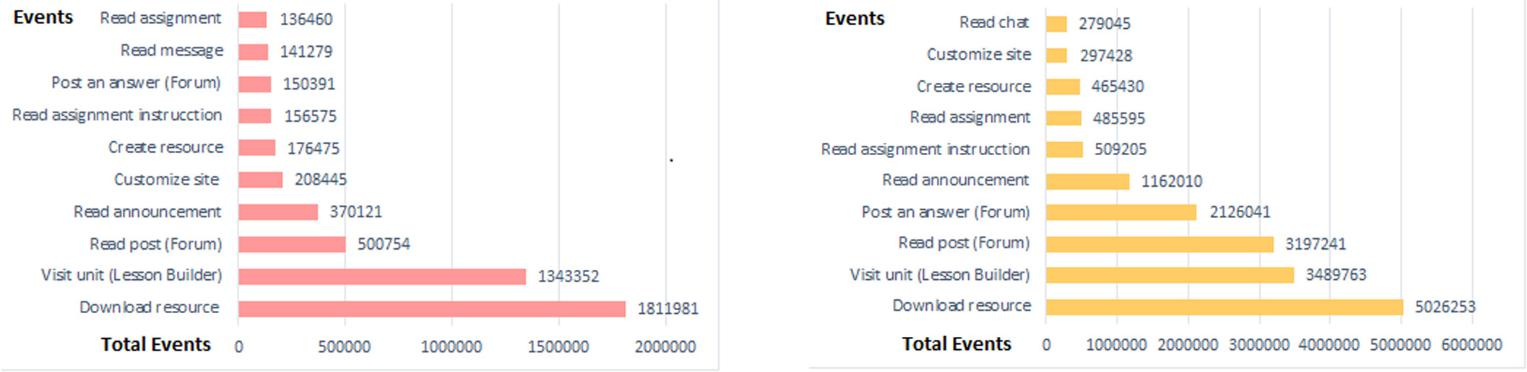 Events
Read assignment 136460
Read message 141279
Post an answer (Forum) 150391
Read assignment instrucction 156575
Create resource 176475
Customize site 208445
Read announcement 370121
Read post (Forum) 500754
Visit unit (Lesson Builder) 1343352
Download resource 1811981
Total Events 0 500000 1000000 1500000 2000000
Events
Read chat 279045
Customize site 297428
Create resource 465430
Read assignment 485595
Read assignment instrucction 509205
Read announcement 1162010
Post an answer (Forum) 2126041
Read post (Forum) 3197241
Visit unit (Lesson Builder) 3489763
Download resource 5026253
Total Events 0 1000000 2000000 3000000 4000000 5000000 6000000